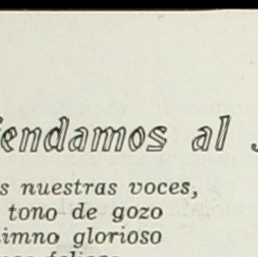 endamos al
s nuestras voces,
tono de gozo
imno glorioso